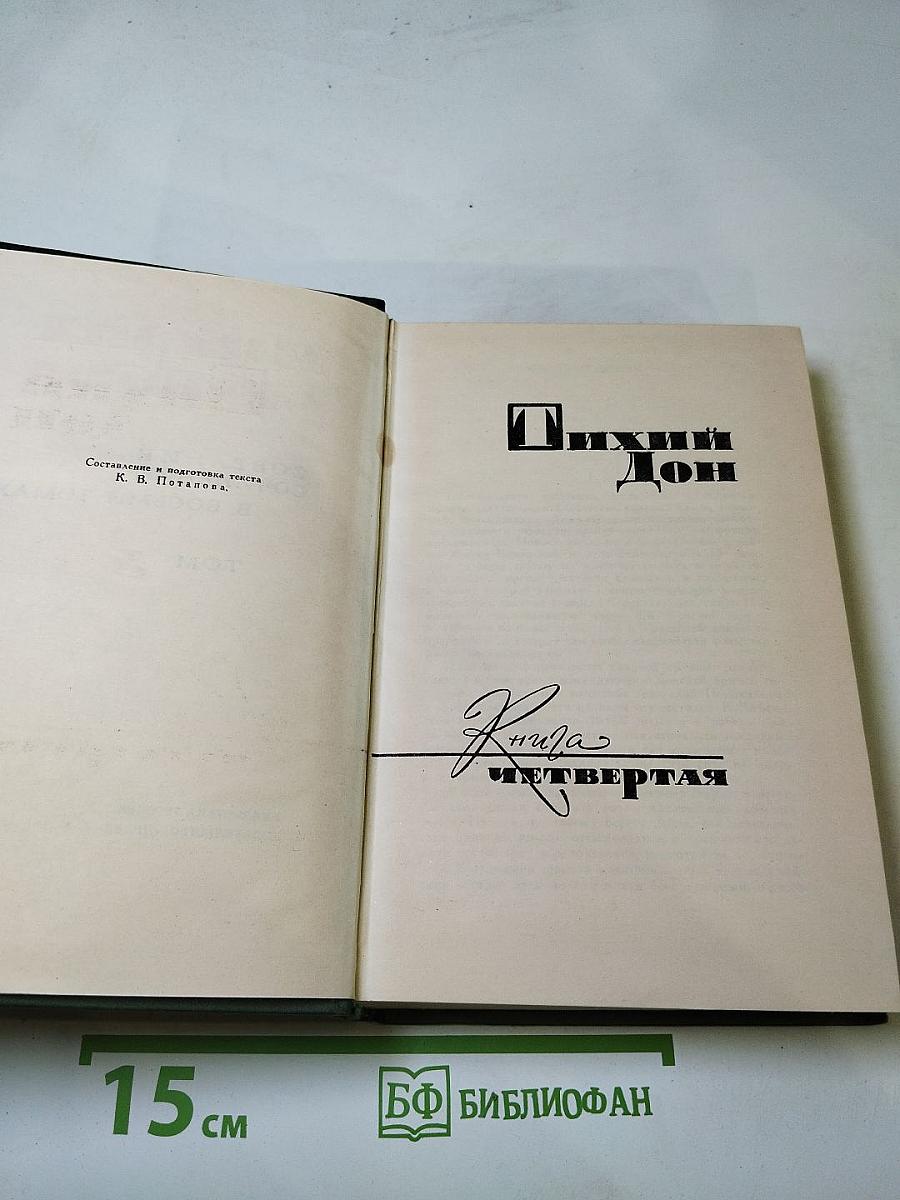 Составление и подготовка текста
К. В. Потапова.
Тихий
Дон
Книга
четвертая
15 см
БФ БИБЛИОФАН